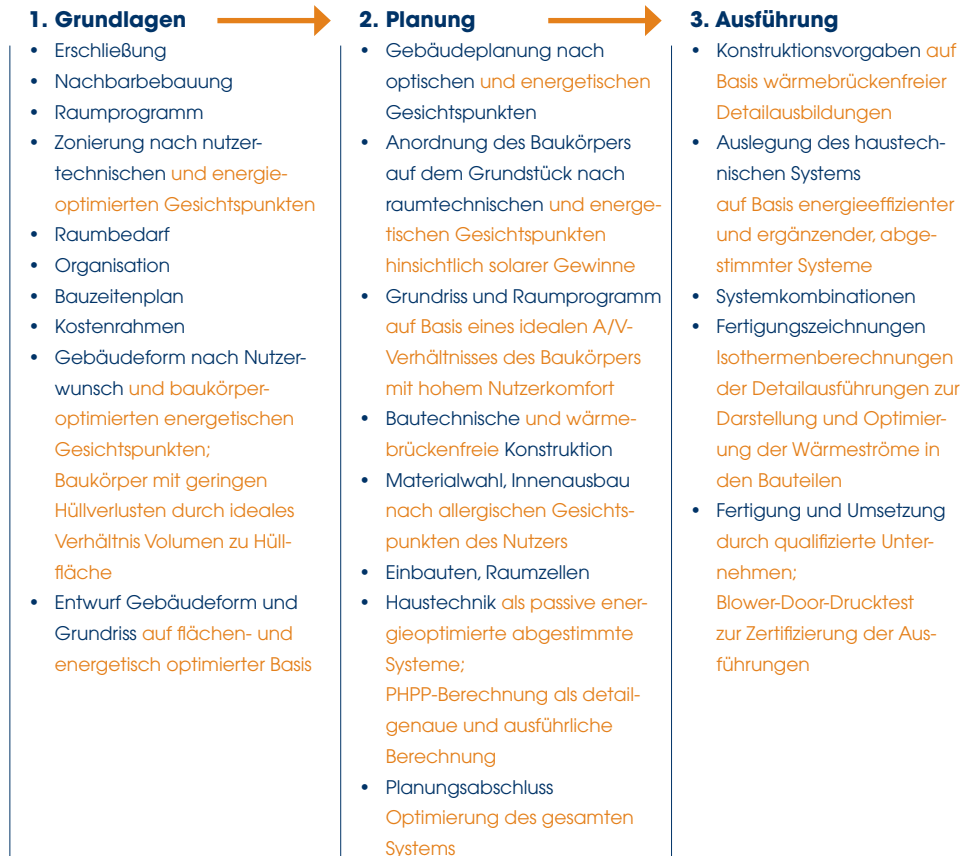 1. Grundlagen
• Erschließung
• Nachbarbebauung
• Raumprogramm
• Zonierung nach nutzer-
technischen und energie-
optimierten Gesichtspunkten
• Raumbedarf
• Organisation
• Bauzeitenplan
• Kostenrahmen
• Gebäudeform nach Nutzer-
wunsch und baukörper-
optimierten energetischen
Gesichtspunkten;
Baukörper mit geringen
Hüllverlusten durch ideales
Verhältnis Volumen zu Hüll-
fläche
• Entwurf Gebäudeform und
Grundriss auf flächen- und
energetisch optimierter Basis
2. Planung
• Gebäudeplanung nach
optischen und energetischen
Gesichtspunkten
• Anordnung des Baukörpers
auf dem Grundstück nach
raumtechnischen und energe-
tischen Gesichtspunkten
hinsichtlich solarer Gewinne
• Grundriss und Raumprogramm
auf Basis eines idealen A/V-
Verhältnisses des Baukörpers
mit hohem Nutzerkomfort
• Bautechnische und wärme-
brückenfreie Konstruktion
• Materialwahl, Innenausbau
nach allergischen Gesichts-
punkten des Nutzers
• Einbauten, Raumzellen
• Haustechnik als passive ener-
gieoptimierte abgestimmte
Systeme;
PHPP-Berechnung als detail-
genaue und ausführliche
Berechnung
• Planungsabschluss
Optimierung des gesamten
Systems
3. Ausführung
• Konstruktionsvorgaben auf
Basis wärmebrückenfreier
Detailausbildungen
• Auslegung des haustech-
nischen Systems
auf Basis energieeffizienter
und ergänzender, abge-
stimmter Systeme
• Systemkombinationen
• Fertigungszeichnungen
Isothermenberechnungen
der Detailausführungen zur
Darstellung und Optimier-
ung der Wärmeströme in
den Bauteilen
• Fertigung und Umsetzung
durch qualifizierte Unter-
nehmen;
Blower-Door-Drucktest
zur Zertifizierung der Aus-
führungen